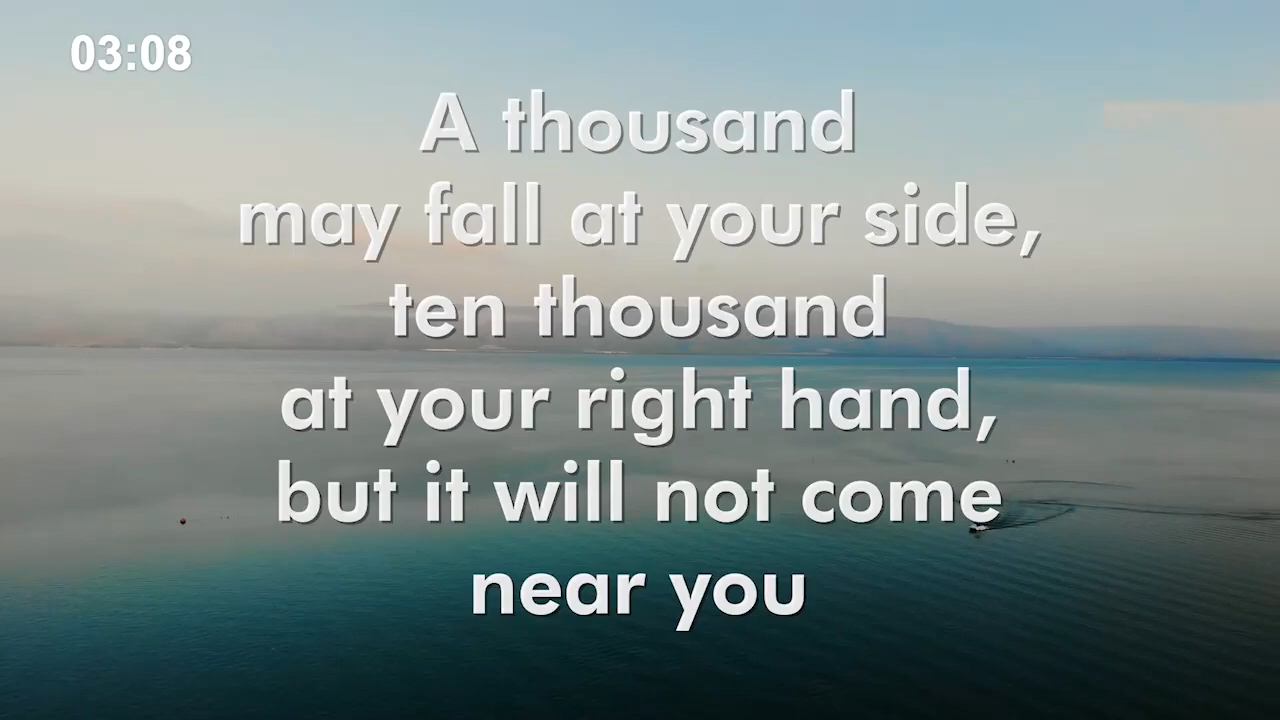 03:08
A thousand
may fall at your side,
ten thousand
at your right hand,
but it will not come
near you